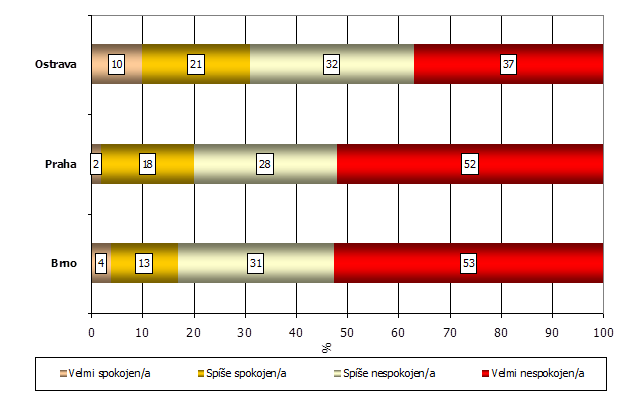 Ostrava 10 21 32 37
Praha 2 18 28 52
Brno 4 13 31 53
0 10 20 30 40 50 60 70 80 90 100
%
Velmi spokojen/a Spíše spokojen/a Spíše nespokojen/a Velmi nespokojen/a